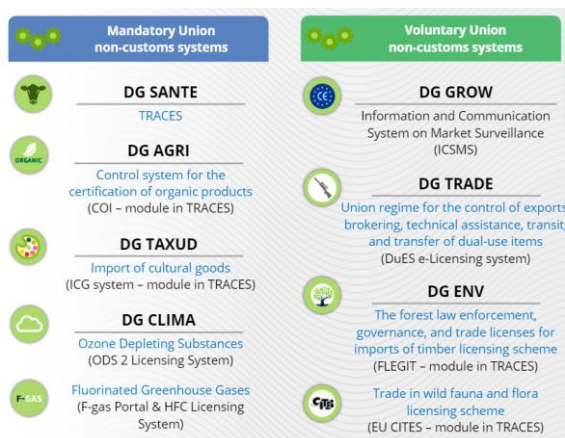 Mandatory Union
non-customs systems
DG SANTE
TRACES
ORGANIC
DG AGRI
Control system for the
certification of organic products
(COI – module in TRACES)
DG TAXUD
Import of cultural goods
(ICG system – module in TRACES)
DG CLIMA
Ozone Depleting Substances
(ODS 2 Licensing System)
F-GAS
Fluorinated Greenhouse Gases
(F-gas Portal & HFC Licensing
System)
Voluntary Union
non-customs systems
CE
DG GROW
Information and Communication
System on Market Surveillance
(ICSMS)
DG TRADE
Union regime for the control of exports,
brokering, technical assistance, transit,
and transfer of dual-use items
(DuES e-Licensing system)
DG ENV
The forest law enforcement,
governance, and trade licenses for
imports of timber licensing scheme
(FLEGIT – module in TRACES)
CITES
Trade in wild fauna and flora
licensing scheme
(EU CITES – module in TRACES)